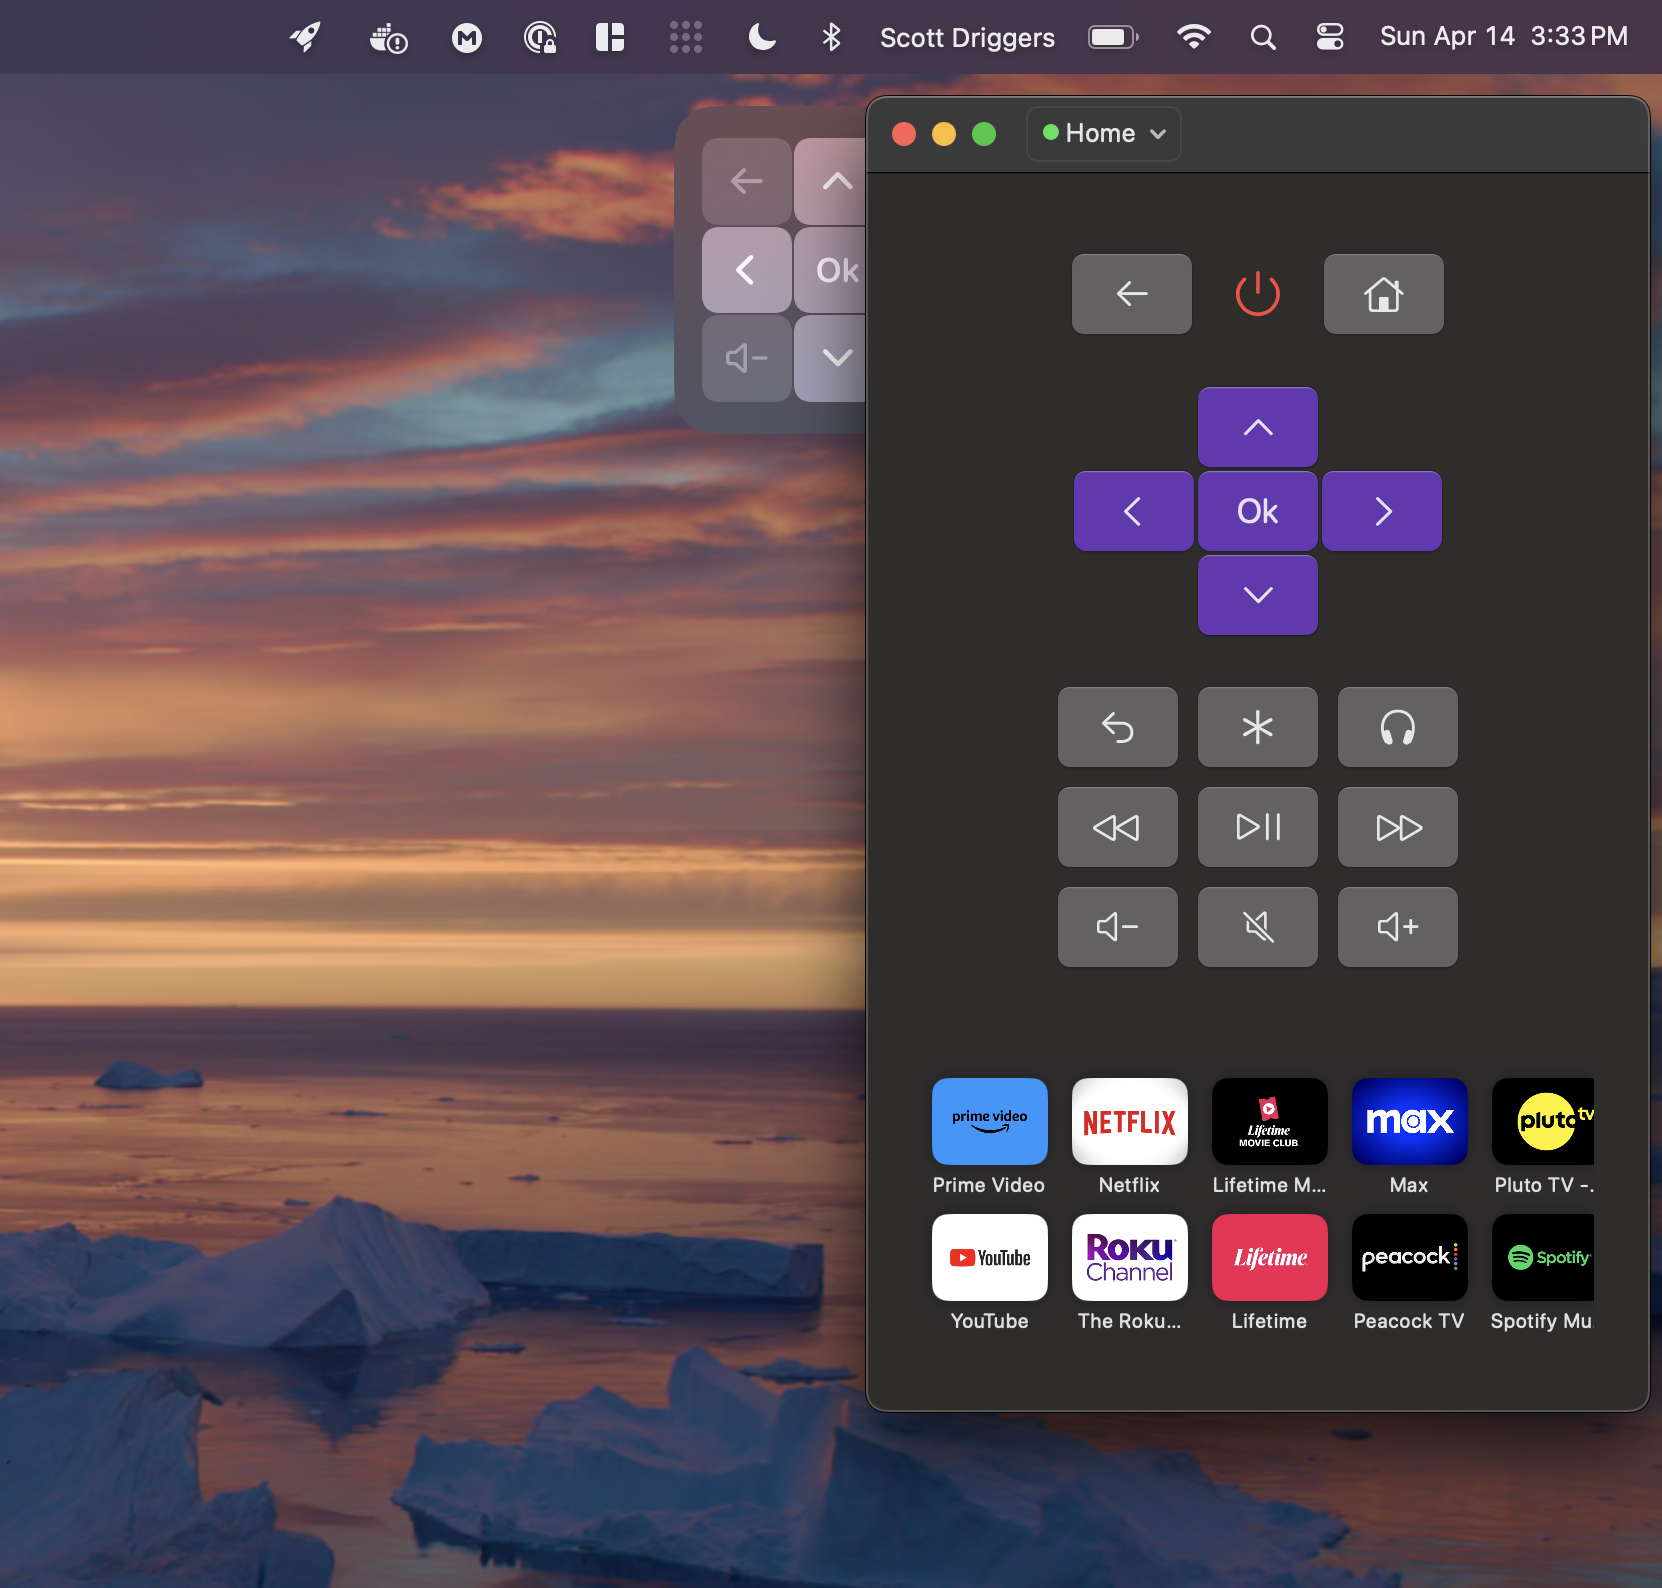 Scott Driggers
Sun Apr 14 3:33 PM
Home
Ok
Ok
prime video
NETFLIX
Lifetime
MOVIE CLUB
max
pluto tv
Prime Video
Netflix
Lifetime M...
Max
Pluto TV -.
YouTube
Roku
Channel
Lifetime
peacock
Spotify
YouTube
The Roku...
Lifetime
Peacock TV
Spotify Mu.